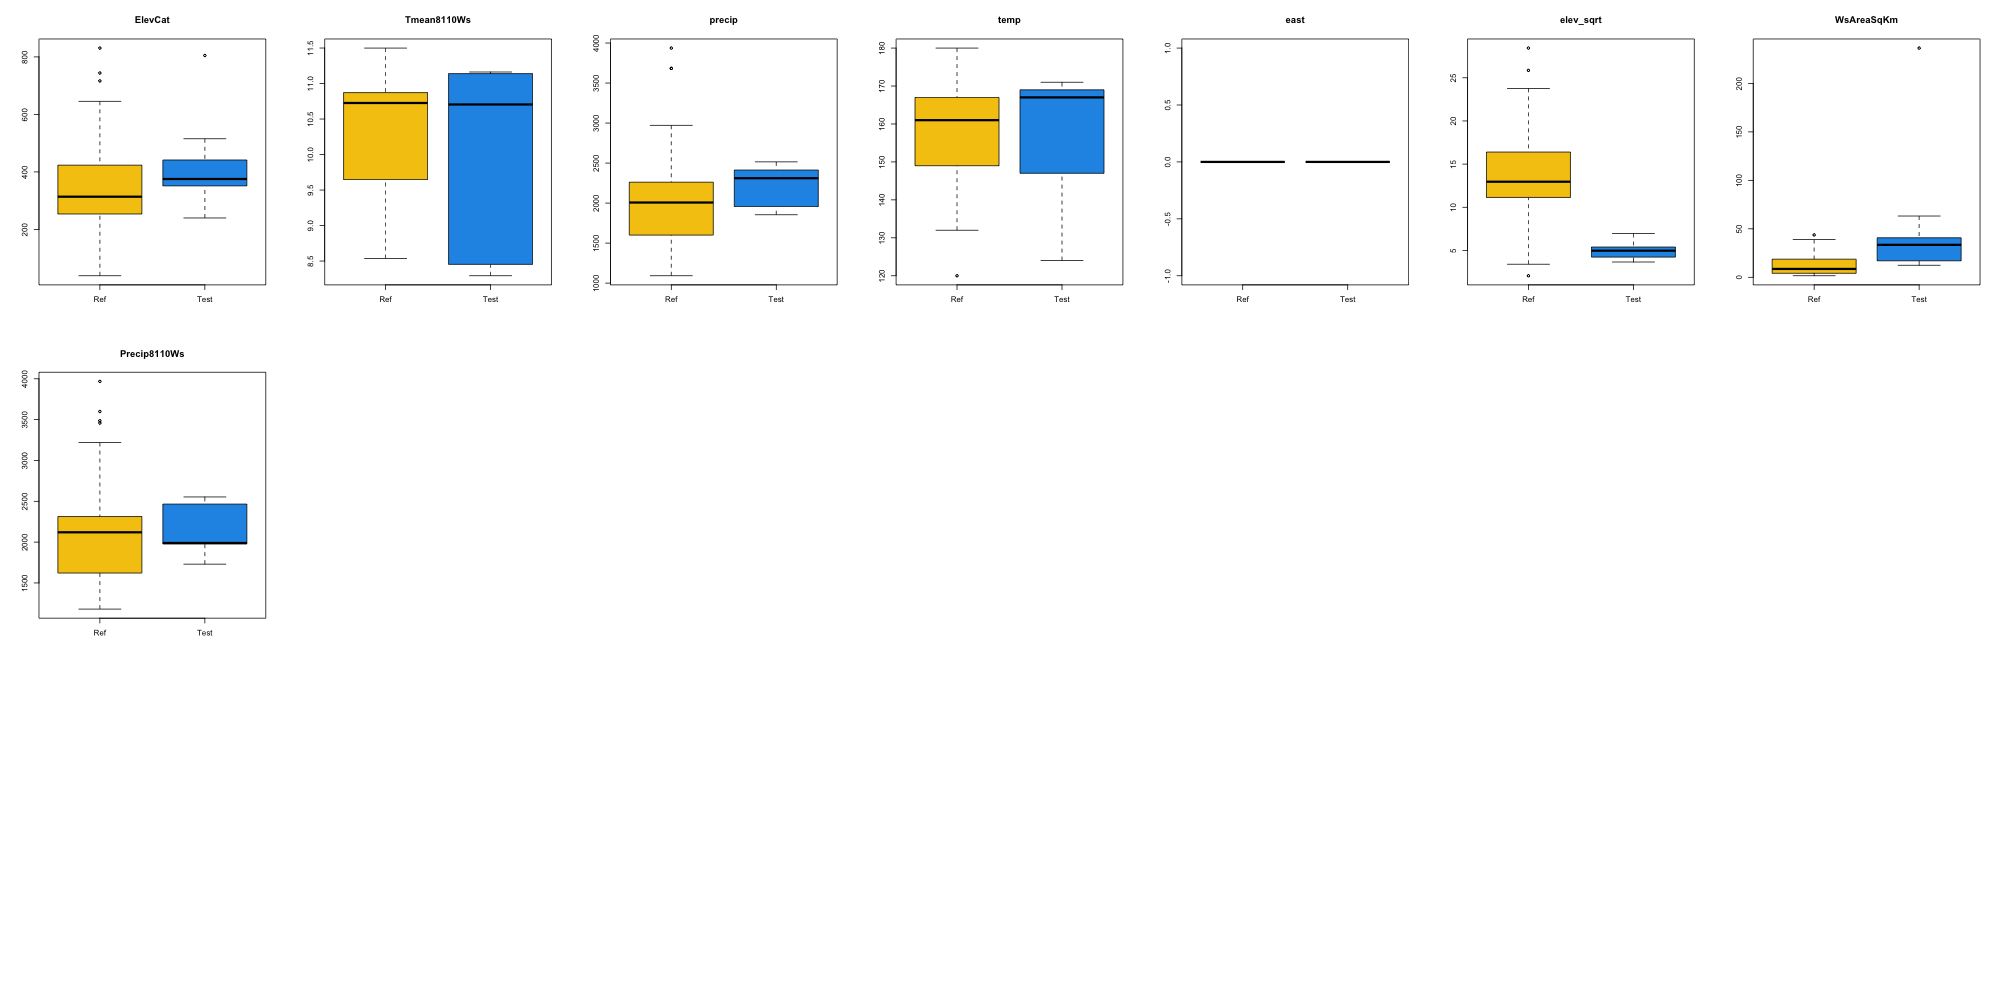 ElevCat
Tmean8110Ws
precip
temp
east
elev_sqrt
WsAreaSqKm
200 400 600 800
8.5 9.0 9.5 10.0 10.5 11.0 11.5
1000 1500 2000 2500 3000 3500 4000
120 130 140 150 160 170 180
-1.0 -0.5 0.0 0.5 1.0
5 10 15 20 25
0 50 100 150 200
Ref Test
Ref Test
Ref Test
Ref Test
Ref Test
Ref Test
Ref Test
Precip8110Ws
1500 2000 2500 3000 3500 4000
Ref Test